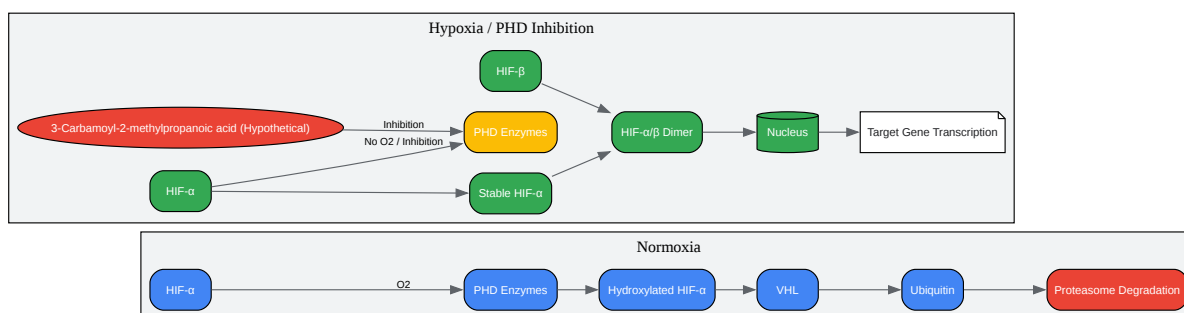 Hypoxia / PHD Inhibition
HIF-β
3-Carbamoyl-2-methylpropanoic acid (Hypothetical)
Inhibition
PHD Enzymes
HIF-α/β Dimer
Nucleus
Target Gene Transcription
No O2 / Inhibition
HIF-α
Stable HIF-α
Normoxia
HIF-α
O2
PHD Enzymes
Hydroxylated HIF-α
VHL
Ubiquitin
Proteasome Degradation